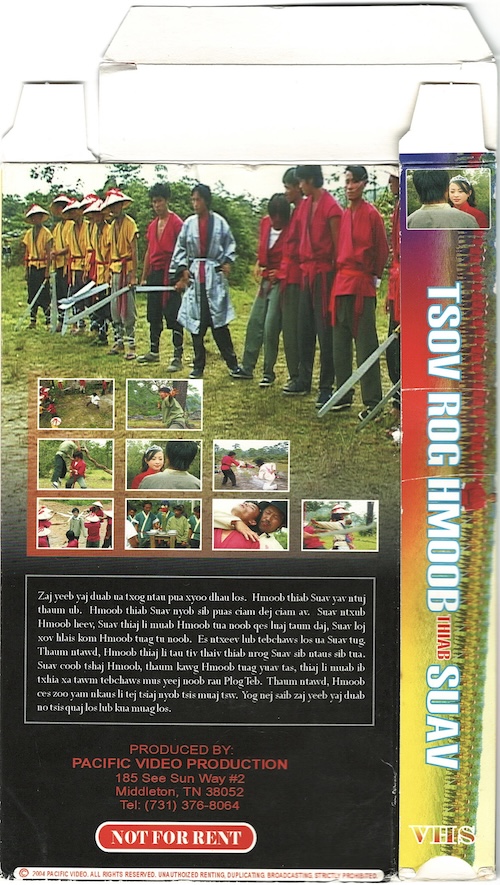 Zaj yeeb yaj duab ua txog ntau pua xyoo dhau los. Hmoob thiab Suav yav ntuj
thaum ub. Hmoob thiab Suav nyob sib puas ciam dej ciam av. Suav ntxub
Hmoob heev, Suav thiaj li muab Hmoob tua noob qes luaj taum daj, Suav loj
xov hlais kom Hmoob tuag tu noob. Es ntxeev lub tebchaws los ua Suav tug.
Thaum ntawd, Hmoob thiaj li tau tiv thaiv thiab nrog Suav sib ntaus sib tua.
Suav coob tshaj Hmoob, thaum kawg Hmoob tuag yuav tas, thiaj li muab ib
txhia xa tawm tebchaws mus yeej noob rau Plog Teb. Thaum ntawd, Hmoob
ces zoo yam nkaus li tej tsiaj nyob tsis muaj tsw. Yog nej saib zaj yeeb yaj duab
no tsis quaj los lub kua muag los.
PRODUCED BY:
PACIFIC VIDEO PRODUCTION
185 See Sun Way #2
Middleton, TN 38052
Tel: (731) 376-8064
NOT FOR RENT
© 2004 PACIFIC VIDEO. ALL RIGHTS RESERVED. UNAUTHOIZED RENTING, DUPLICATING, BROADCASTING, STRICTLY PROHIBITED.
TSOV ROG HMOOB THIAB SUAV
VHS